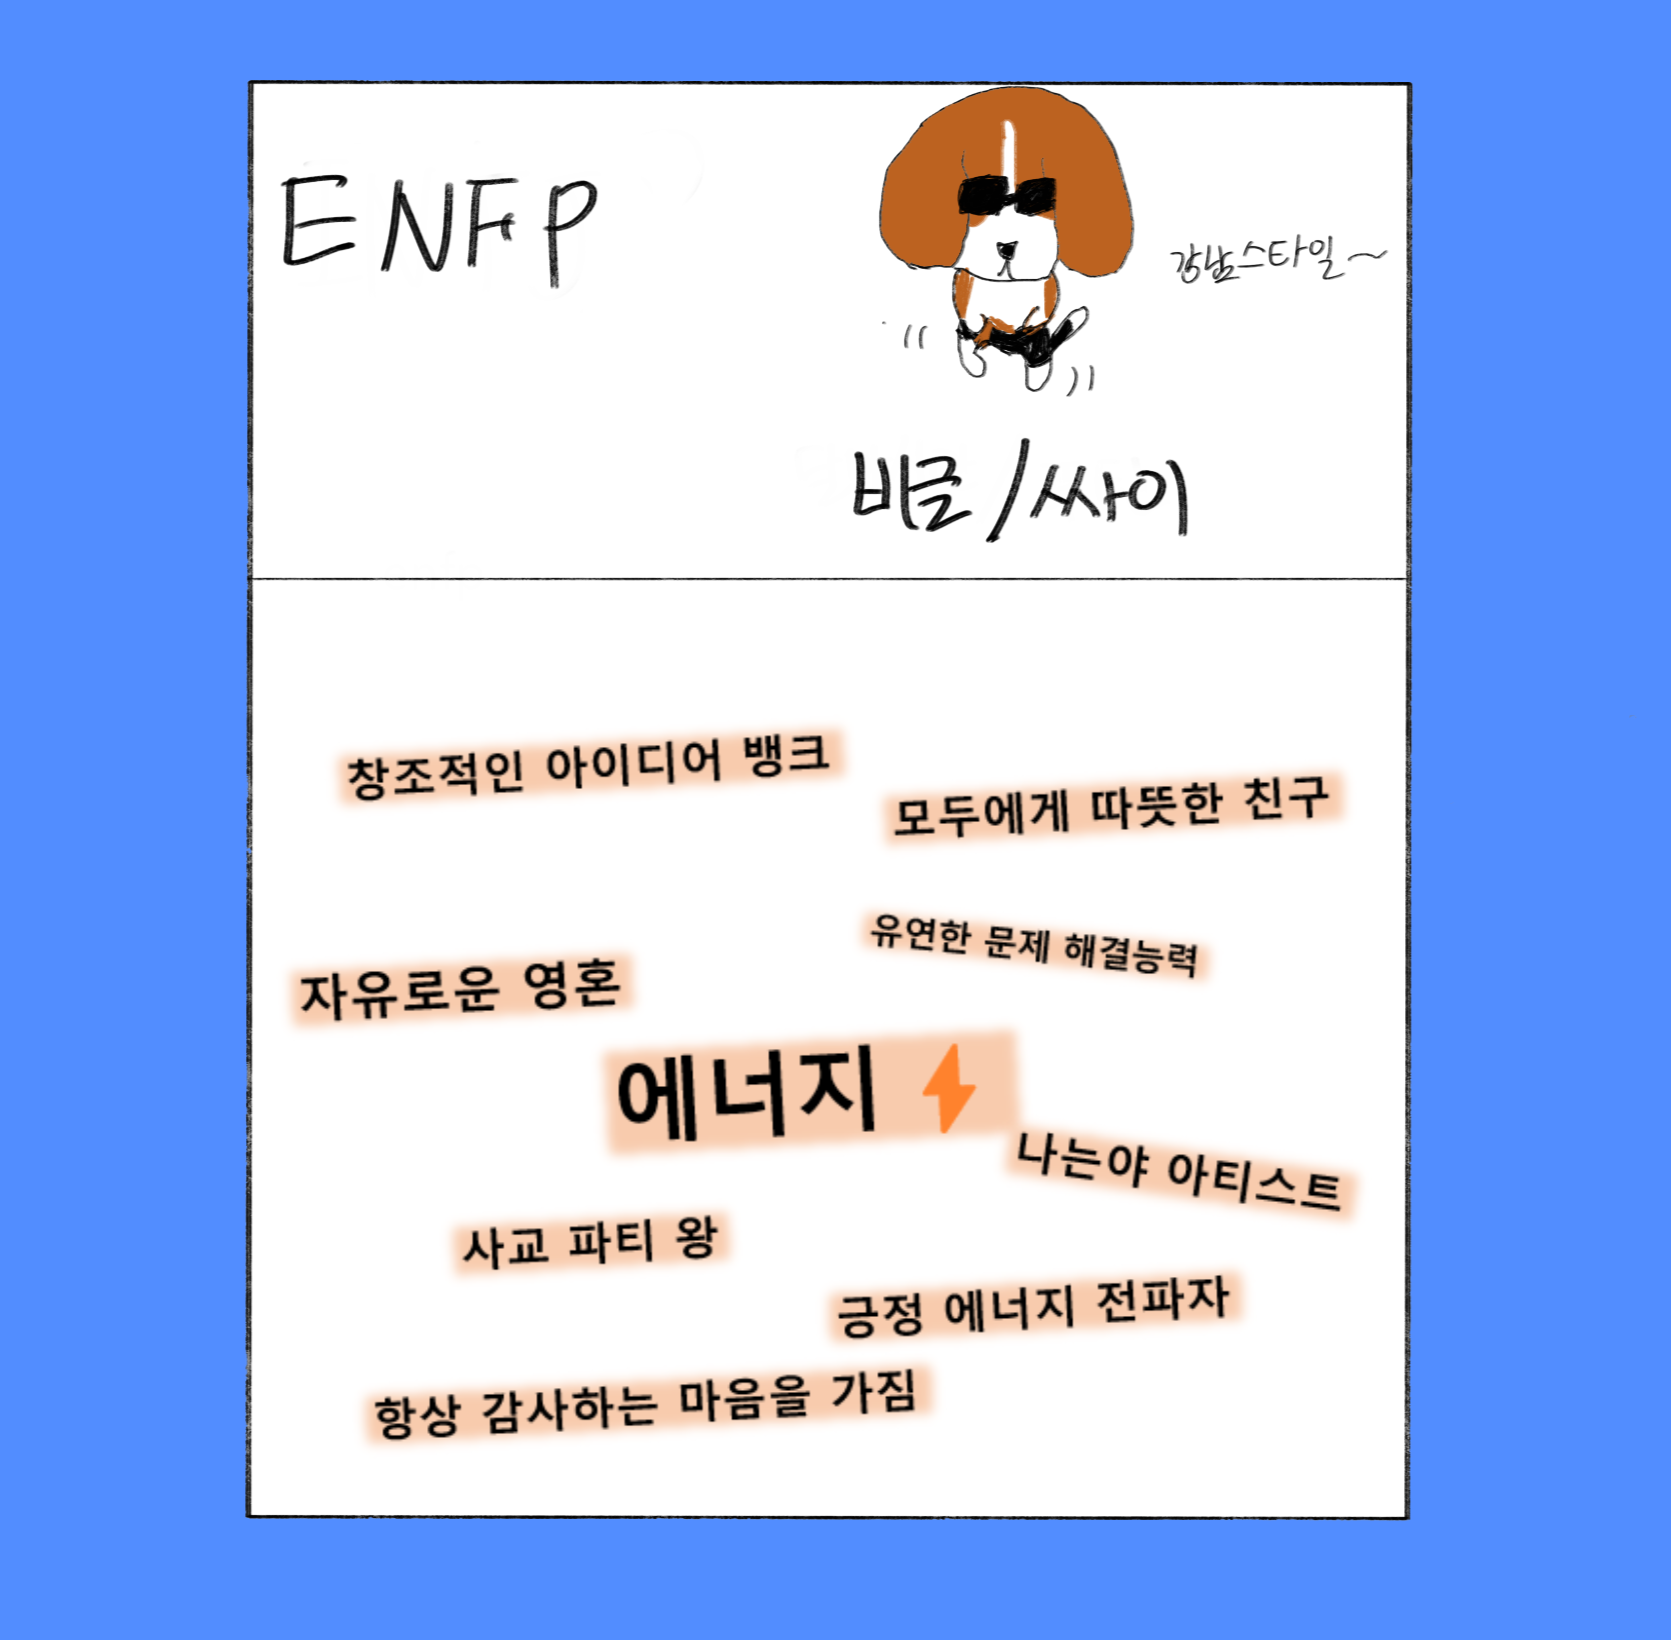 ENFP
강남스타일~
비글/싸이
창조적인 아이디어 뱅크
모두에게 따뜻한 친구
유연한 문제 해결능력
자유로운 영혼
에너지
나는야 아티스트
사교 파티 왕
긍정 에너지 전파자
항상 감사하는 마음을 가짐